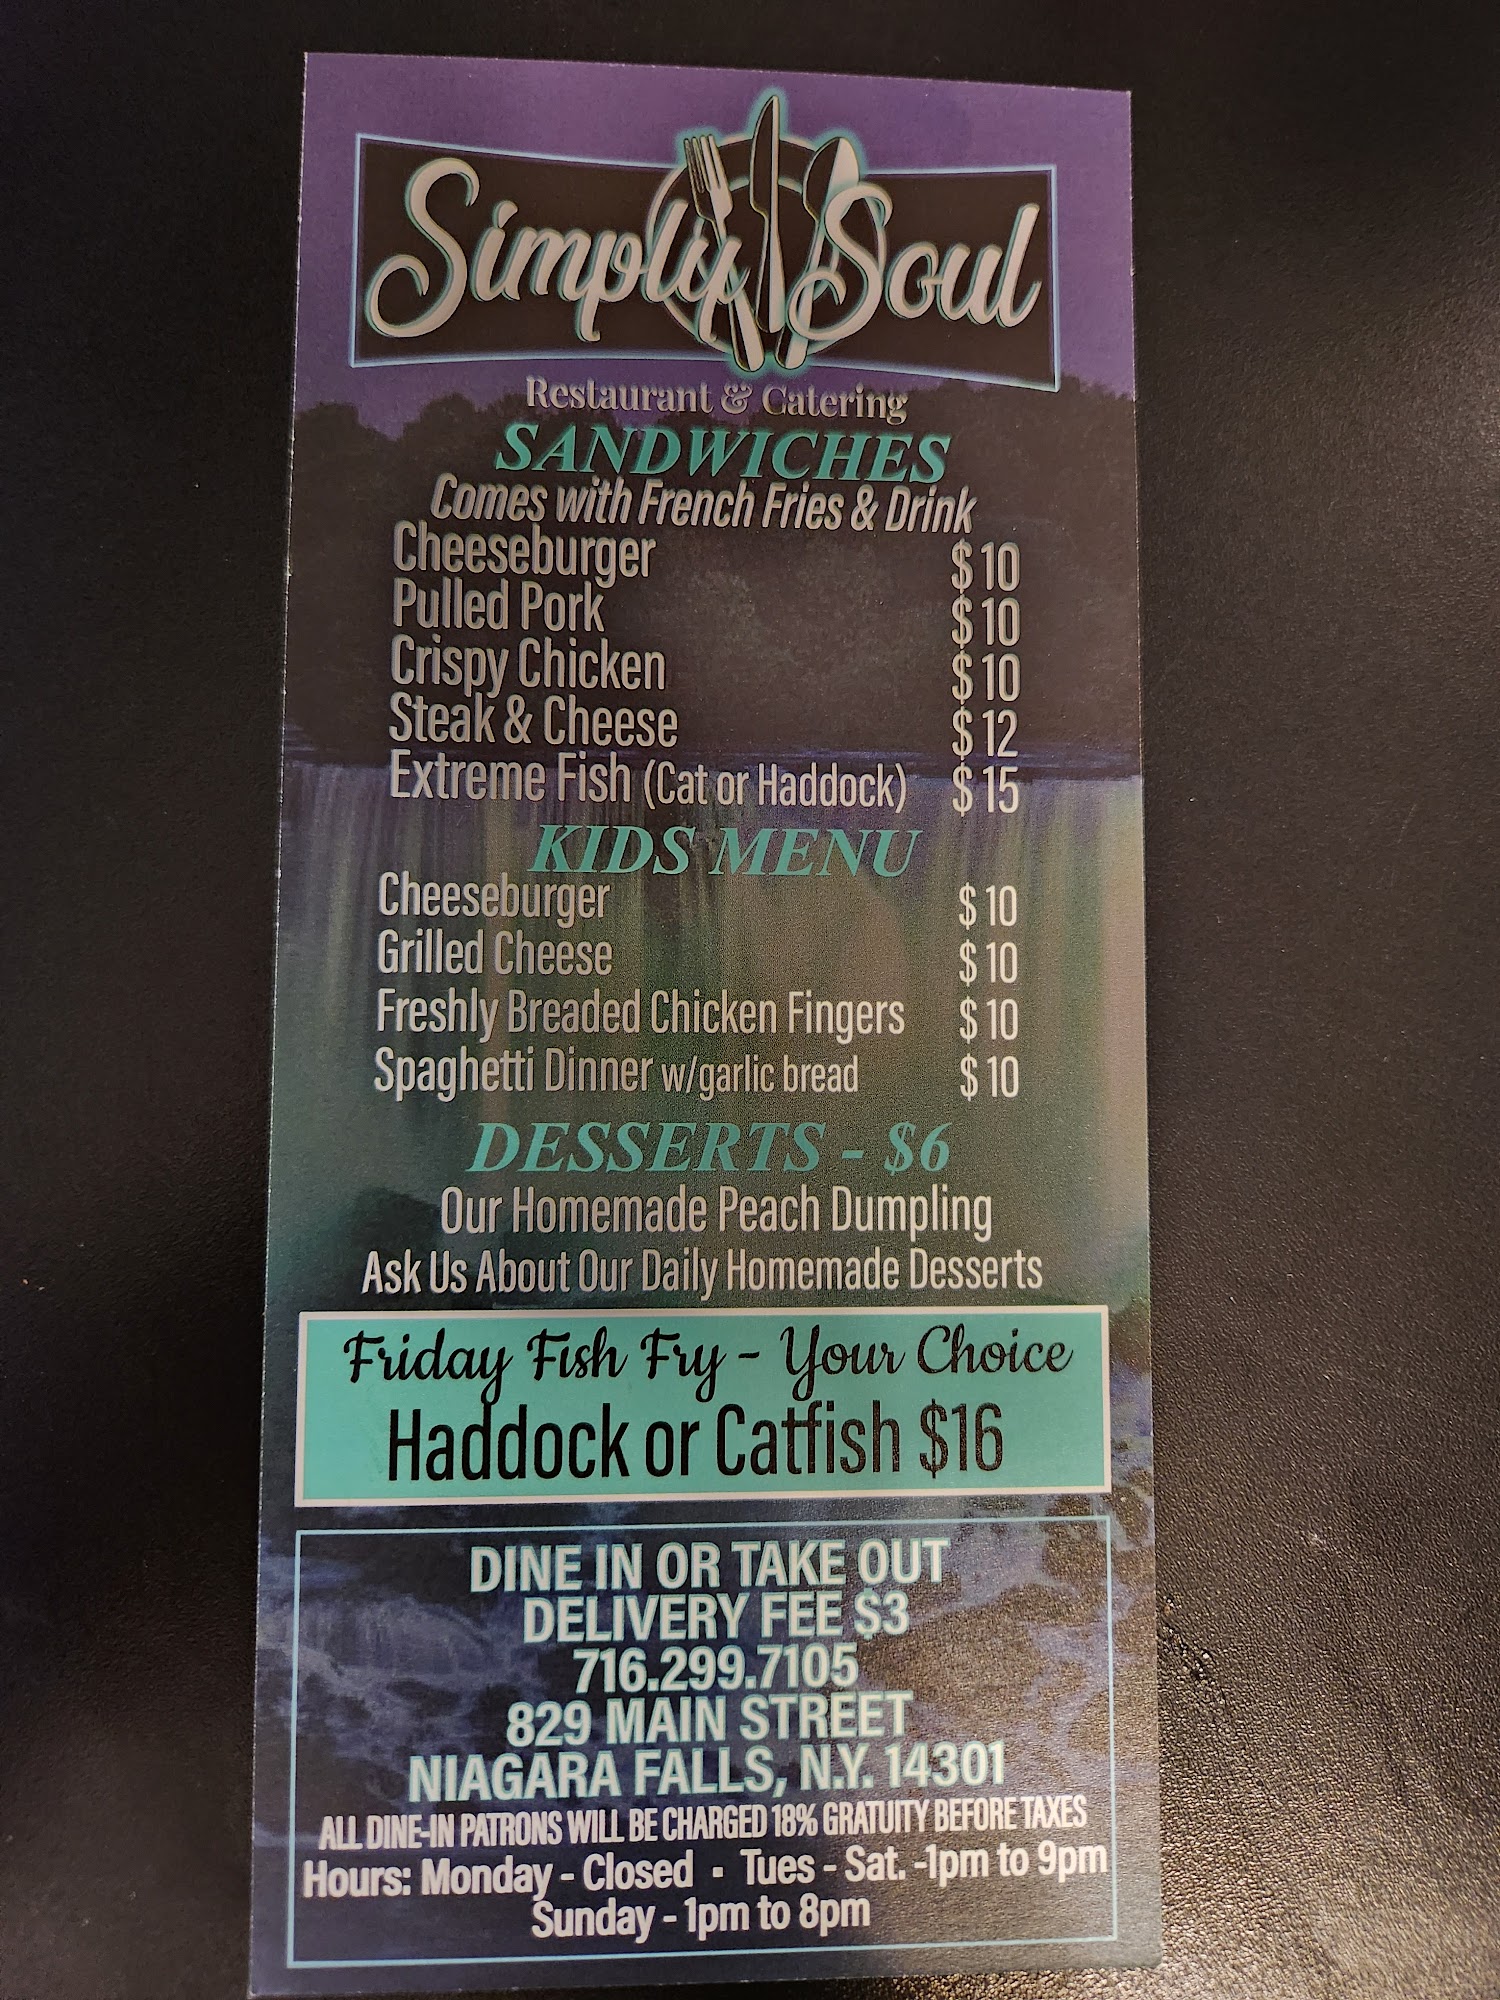 Simply Soul
Restaurant & Catering
SANDWICHES
Comes with French Fries & Drink
Cheeseburger $10
Pulled Pork $10
Crispy Chicken $10
Steak & Cheese $12
Extreme Fish (Cat or Haddock) $15
KIDS MENU
Cheeseburger $10
Grilled Cheese $10
Freshly Breaded Chicken Fingers $10
Spaghetti Dinner w/garlic bread $10
DESSERTS - $6
Our Homemade Peach Dumpling
Ask Us About Our Daily Homemade Desserts
Friday Fish Fry - Your Choice
Haddock or Catfish $16
DINE IN OR TAKE OUT
DELIVERY FEE $3
716.299.7105
829 MAIN STREET
NIAGARA FALLS, N.Y. 14301
ALL DINE-IN PATRONS WILL BE CHARGED 18% GRATUITY BEFORE TAXES
Hours: Monday - Closed ▪ Tues - Sat. -1pm to 9pm
Sunday - 1pm to 8pm